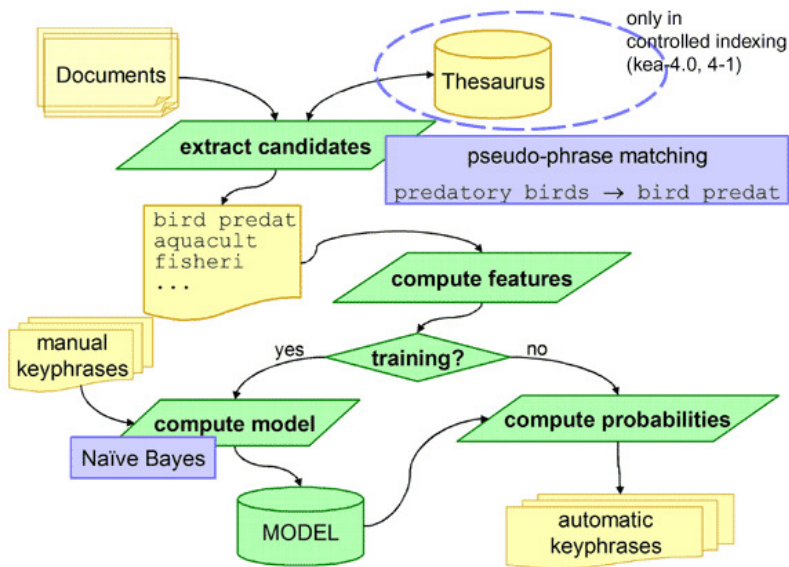 only in
controlled indexing
(kea-4.0, 4-1)
Documents
Thesaurus
extract candidates
pseudo-phrase matching
predatory birds → bird predat
bird predat
aquacult
fisheri
...
compute features
manual
keyphrases
yes
training?
no
compute model
compute probabilities
Naïve Bayes
MODEL
automatic
keyphrases